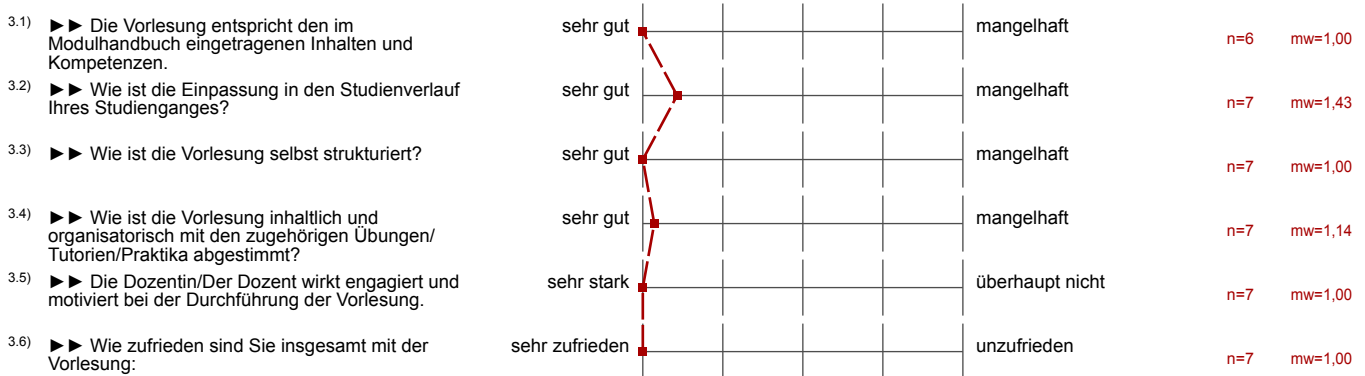 3.1) ►► Die Vorlesung entspricht den im
Modulhandbuch eingetragenen Inhalten und
Kompetenzen.
sehr gut
mangelhaft
n=6 mw=1,00
3.2) ►► Wie ist die Einpassung in den Studienverlauf
Ihres Studienganges?
sehr gut
mangelhaft
n=7 mw=1,43
3.3) ►► Wie ist die Vorlesung selbst strukturiert?
sehr gut
mangelhaft
n=7 mw=1,00
3.4) ►► Wie ist die Vorlesung inhaltlich und
organisatorisch mit den zugehörigen Übungen/
Tutorien/Praktika abgestimmt?
sehr gut
mangelhaft
n=7 mw=1,14
3.5) ►► Die Dozentin/Der Dozent wirkt engagiert und
motiviert bei der Durchführung der Vorlesung.
sehr stark
überhaupt nicht
n=7 mw=1,00
3.6) ►► Wie zufrieden sind Sie insgesamt mit der
Vorlesung:
sehr zufrieden
unzufrieden
n=7 mw=1,00